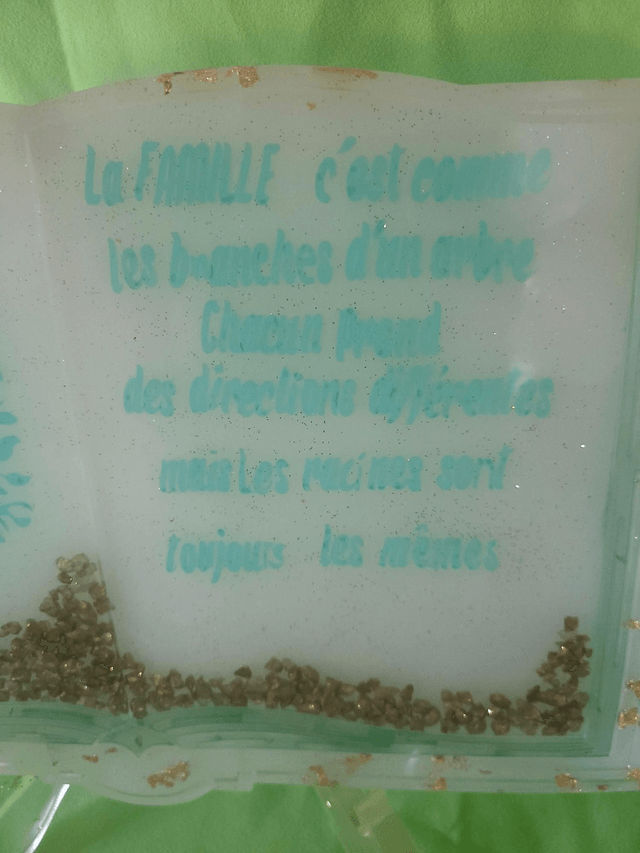 La FAMILLE c'est comme
les branches d'un arbre
Chacun prend
des directions différentes
mais Les racines sont
toujours les mêmes